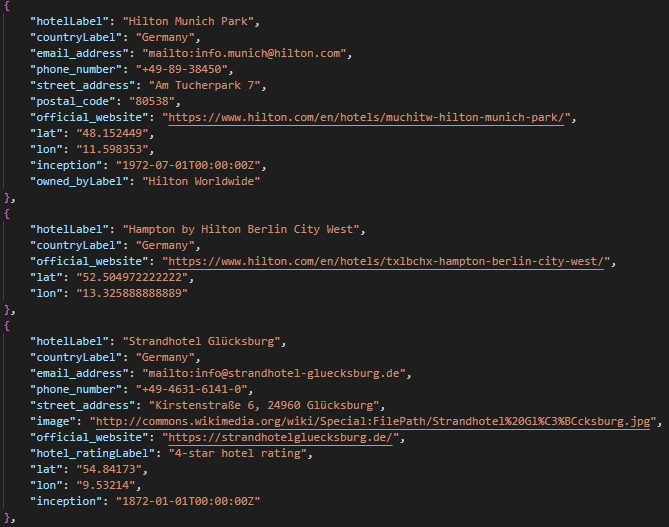 {
"hotelLabel": "Hilton Munich Park",
"countryLabel": "Germany",
"email_address": "mailto:info.munich@hilton.com",
"phone_number": "+49-89-38450",
"street_address": "Am Tucherpark 7",
"postal_code": "80538",
"official_website": "https://www.hilton.com/en/hotels/muchitw-hilton-munich-park/",
"lat": "48.152449",
"lon": "11.598353",
"inception": "1972-07-01T00:00:00Z",
"owned_byLabel": "Hilton Worldwide"
},
{
"hotelLabel": "Hampton by Hilton Berlin City West",
"countryLabel": "Germany",
"official_website": "https://www.hilton.com/en/hotels/txlbchx-hampton-berlin-city-west/",
"lat": "52.504972222222",
"lon": "13.325888888889"
},
{
"hotelLabel": "Strandhotel Glücksburg",
"countryLabel": "Germany",
"email_address": "mailto:info@strandhotel-gluecksburg.de",
"phone_number": "+49-4631-6141-0",
"street_address": "Kirstenstraße 6, 24960 Glücksburg",
"image": "http://commons.wikimedia.org/wiki/Special:FilePath/Strandhotel%20Gl%C3%BCcksburg.jpg",
"official_website": "https://strandhotelgluecksburg.de/",
"hotel_ratingLabel": "4-star hotel rating",
"lat": "54.84173",
"lon": "9.53214",
"inception": "1872-01-01T00:00:00Z"
},